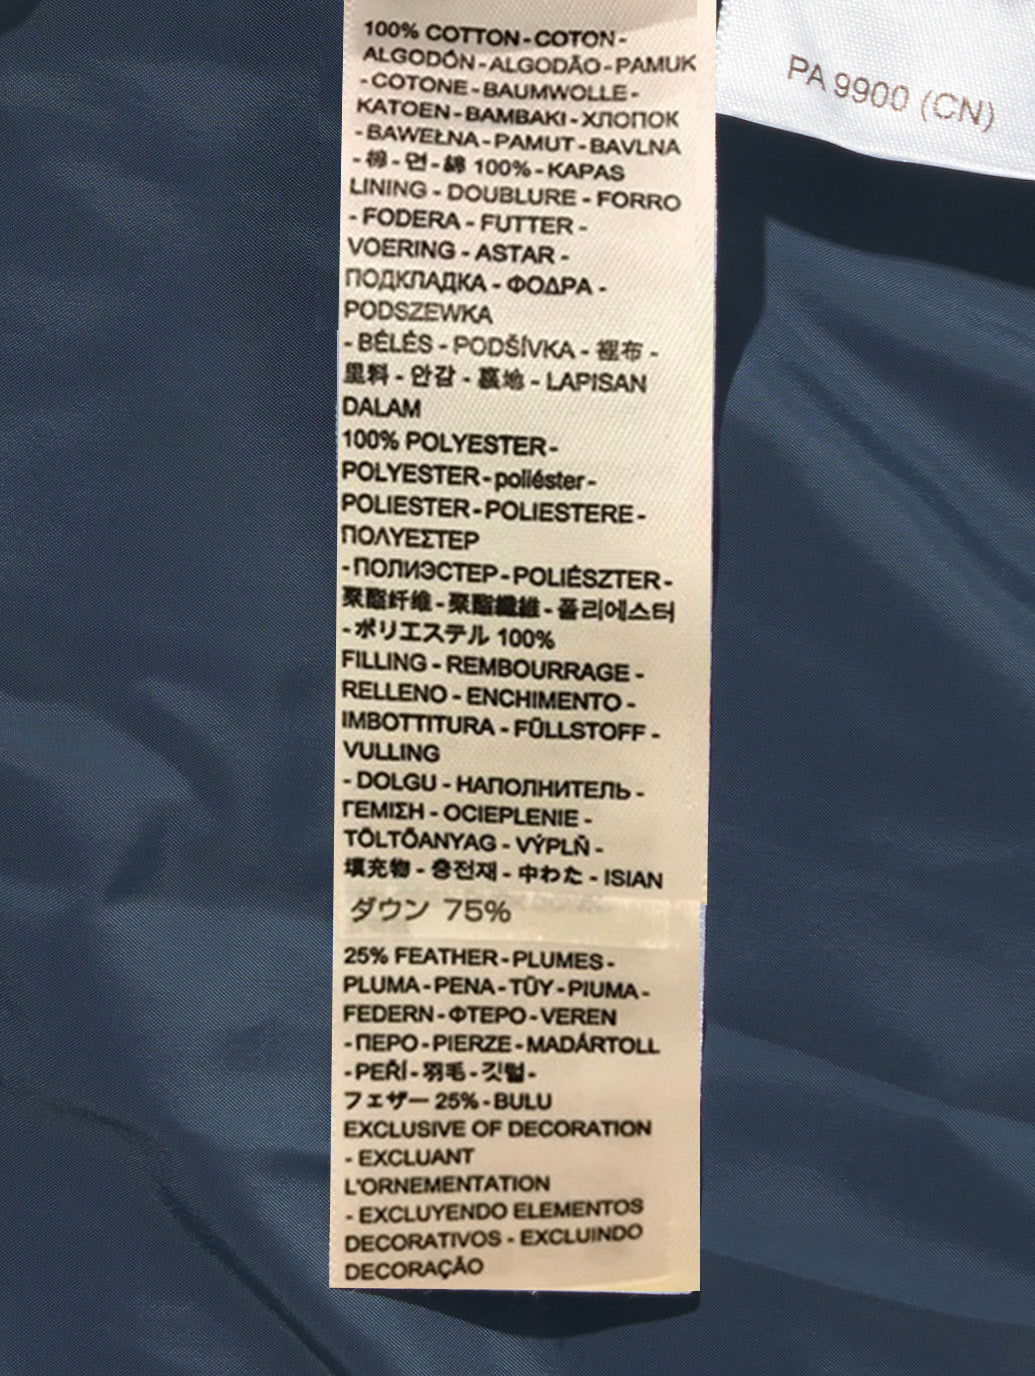 100% COTTON - COTON -
ALGODÓN - ALGODÃO - PAMUK
- COTONE - BAUMWOLLE -
KATOEN - BAMBAKI - ХЛОПОК
- BAWEŁNA - PAMUT - BAVLNA
- 棉 - 면 - 綿 100% - KAPAS
LINING - DOUBLURE - FORRO
- FODERA - FUTTER -
VOERING - ASTAR -
ПОДКЛАДКА - ΦΟΔΡΑ -
PODSZEWKA
- BÉLÉS - PODŠÍVKA - 裡布 -
里料 - 안감 - 裏地 - LAPISAN
DALAM
100% POLYESTER -
POLYESTER - poliéster -
POLIESTER - POLIESTERE -
ΠΟΛΥΕΣΤΕΡ
- ПОЛИЭСТЕР - POLIÉSZTER -
聚酯纤维 - 聚酯纖維 - 폴리에스터
- ポリエステル 100%
FILLING - REMBOURRAGE -
RELLENO - ENCHIMENTO -
IMBOTTITURA - FÜLLSTOFF -
VULLING
- DOLGU - НАПОЛНИТЕЛЬ -
ΓΕΜΙΣΗ - OCIEPLENIE -
TÖLTŐANYAG - VÝPLŇ -
填充物 - 충전재 - 中わた - ISIAN
ダウン 75%
25% FEATHER - PLUMES -
PLUMA - PENA - TÜY - PIUMA -
FEDERN - ΦΤΕΡΟ - VEREN
- ПЕРО - PIERZE - MADÁRTOLL
- PEŘÍ - 羽毛 - 깃털 -
フェザー 25% - BULU
EXCLUSIVE OF DECORATION
- EXCLUANT
L'ORNEMENTATION
- EXCLUYENDO ELEMENTOS
DECORATIVOS - EXCLUINDO
DECORAÇÃO
PA 9900 (CN)